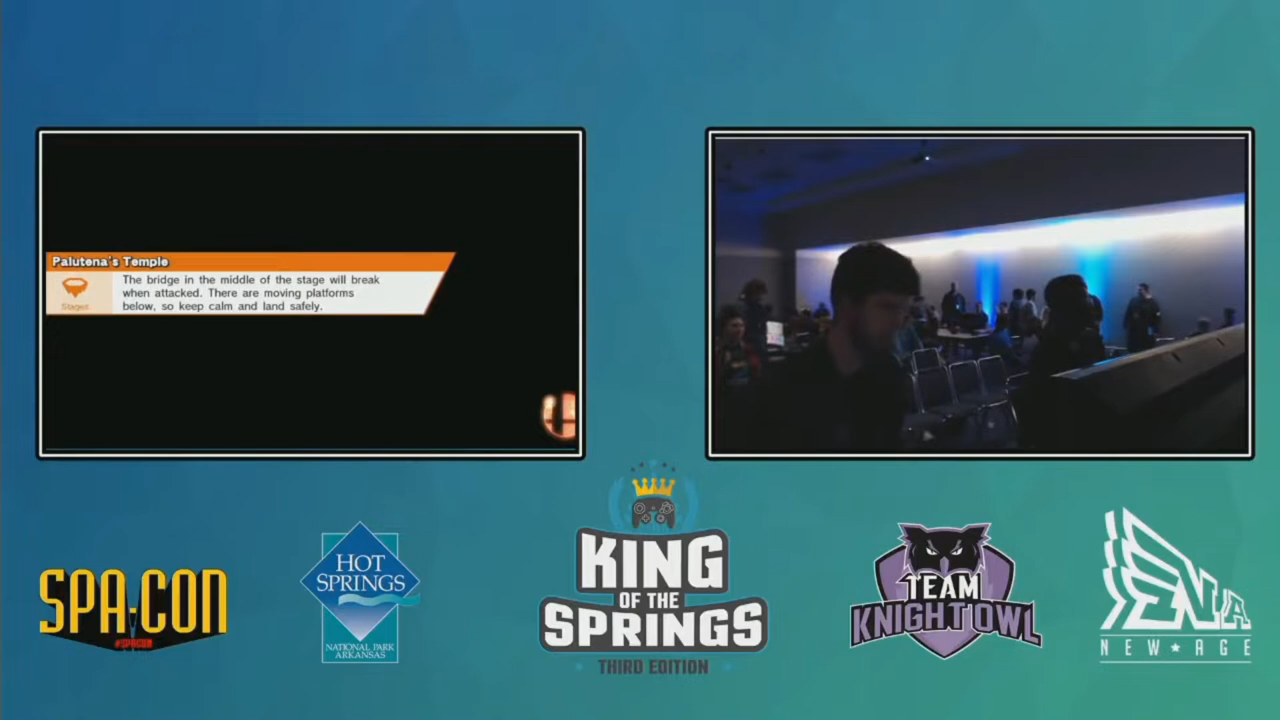 Palutena's Temple
Stages
The bridge in the middle of the stage will break
when attacked. There are moving platforms
below, so keep calm and land safely.
SPA-CON
#SPACON
HOT
SPRINGS
NATIONAL PARK
ARKANSAS
KING
OF THE
SPRINGS
THIRD EDITION
TEAM
KNIGHTOWL
NEW ★ AGE